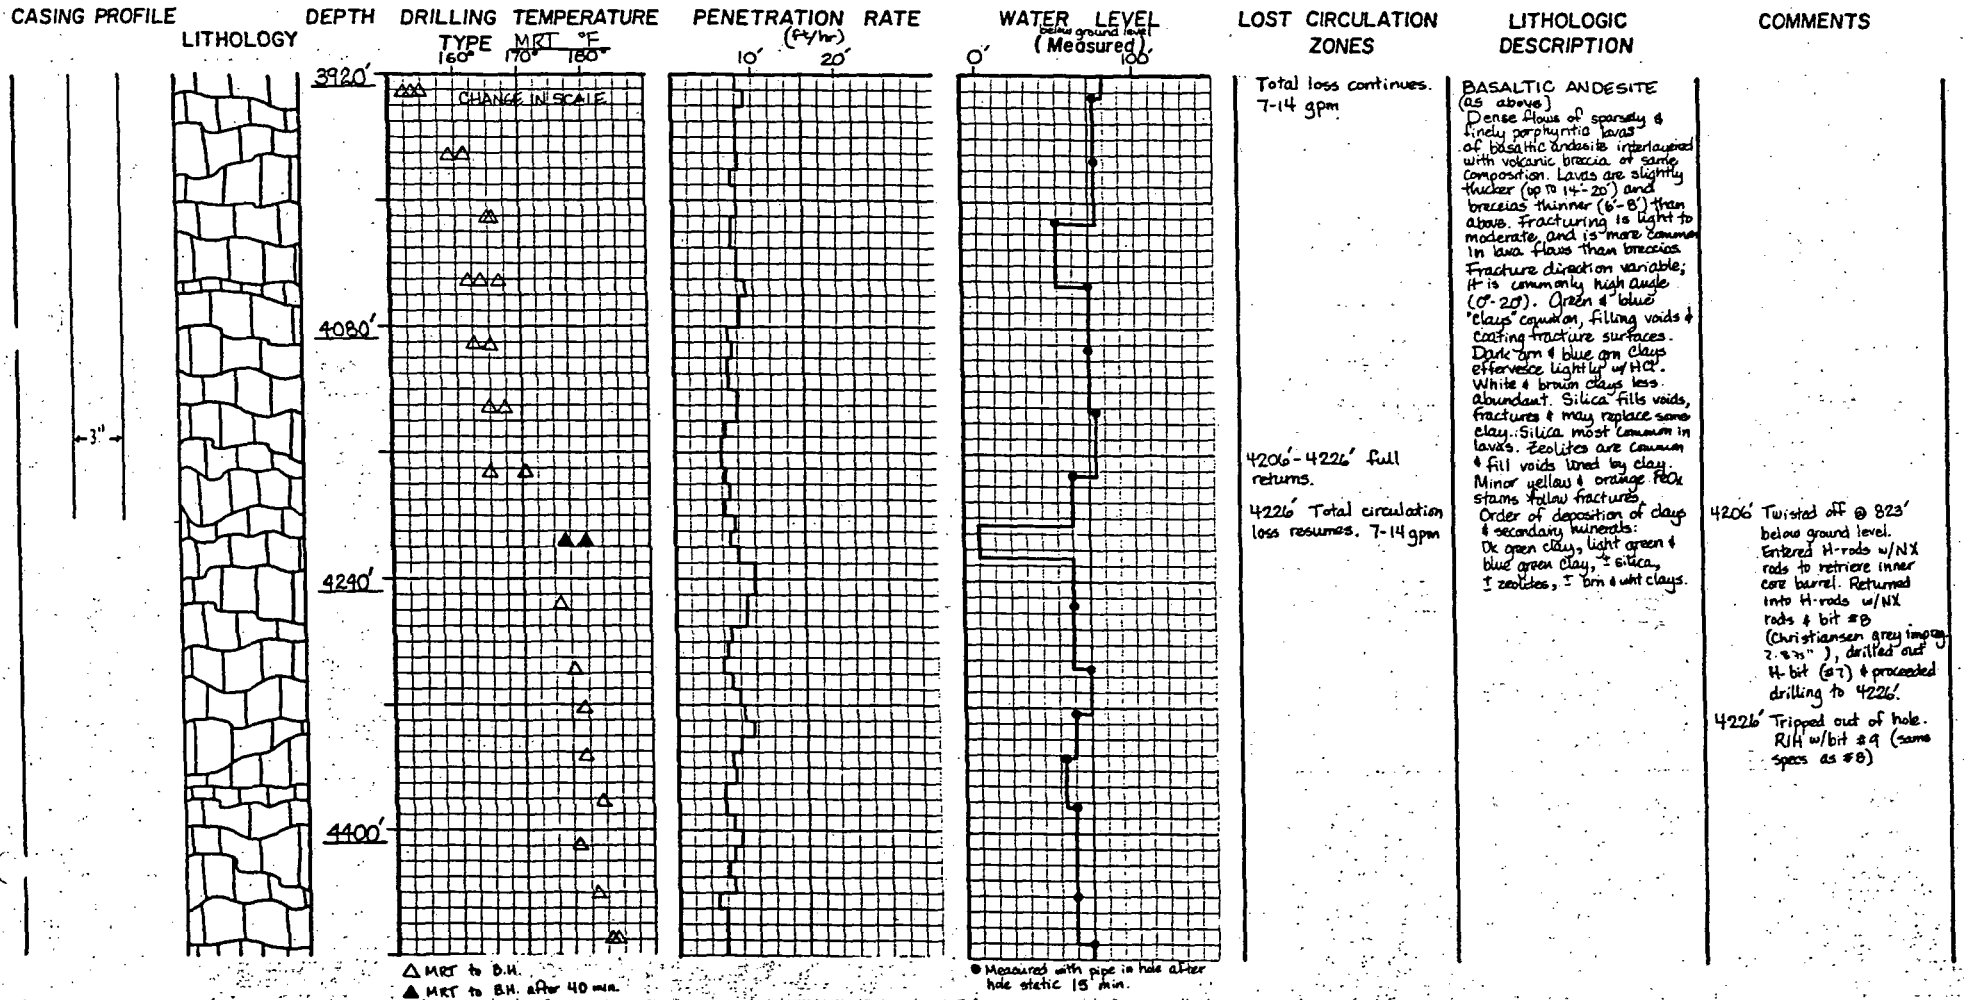 CASING PROFILE
LITHOLOGY
DEPTH
DRILLING TEMPERATURE
TYPE MRT °F
160° 170° 180°
PENETRATION RATE
(ft/hr)
10' 20'
WATER LEVEL
below ground level
(Measured)
0' 100'
LOST CIRCULATION
ZONES
LITHOLOGIC
DESCRIPTION
COMMENTS
3920'
4080'
4240'
4400'
3"
CHANGE IN SCALE
△ MRT to B.H.
▲ MRT to B.H. after 40 min.
● Measured with pipe in hole after
hole static 15 min.
Total loss continues.
7-14 gpm
4206'-4226' full
returns.
4226' Total circulation
loss resumes. 7-14 gpm
BASALTIC ANDESITE
(as above)
Dense flows of sparsely &
finely porphyritic lavas
of basaltic andesite interlayered
with volcanic breccia of same
composition. Lavas are slightly
thicker (up to 14'-20') and
breccias thinner (6'-8') than
above. Fracturing is light to
moderate, and is more common
in lava flows than breccias.
Fracture direction variable;
it is commonly high angle
(0°-20°). Green & blue
"clays" common, filling voids &
coating fracture surfaces.
Dark grn & blue grn clays
effervesce lightly w/HCl.
White & brown clays less
abundant. Silica fills voids,
fractures & may replace some
clay. Silica most common in
lavas. Zeolites are common
& fill voids lined by clay.
Minor yellow & orange FeOx
stains follow fractures.
Order of deposition of clays
& secondary minerals:
Dk green clay, light green &
blue green clay, ± silica,
± zeolites, ± brn & wht clays.
4206' Twisted off @ 823'
below ground level.
Entered H-rods w/NX
rods to retrieve inner
core barrel. Returned
into H-rods w/NX
rods & bit #8
(Christiansen grey impreg
), drilled out
H-bit (#7) & proceeded
drilling to 4226'.
4226' Tripped out of hole.
RIH w/bit #9 (same
specs as #8)